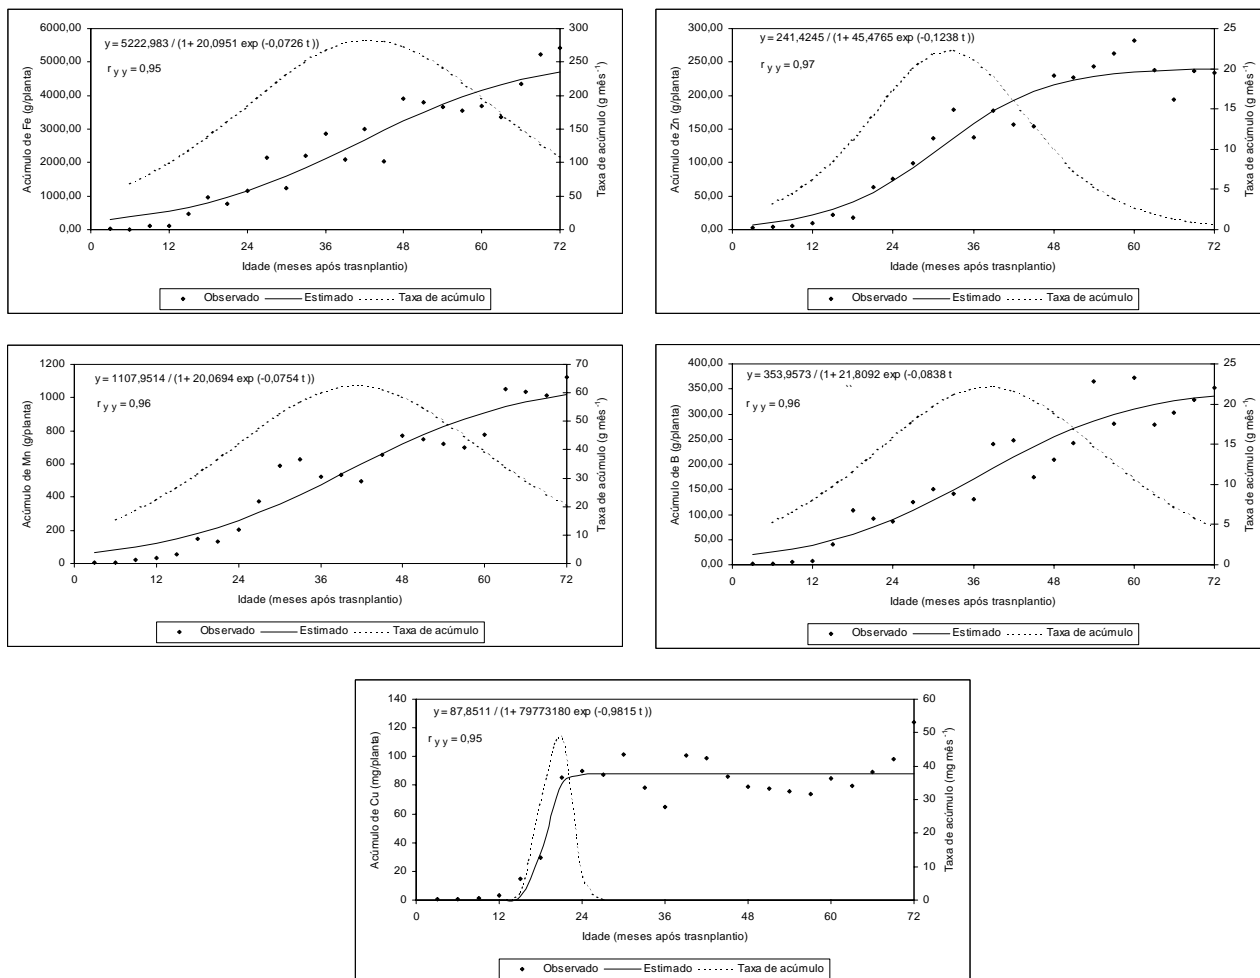 y = 5222,983 / (1+ 20,0951 exp (-0,0726 t ))
r y y = 0,95
Acúmulo de Fe (g/planta)
6000,00
5000,00
4000,00
3000,00
2000,00
1000,00
0,00
300
250
200
150
100
50
0
Taxa de acúmulo (g mês⁻¹)
0 12 24 36 48 60 72
Idade (meses após trasnplantio)
Observado Estimado Taxa de acúmulo
y = 241,4245/ (1+ 45,4765 exp (-0,1238 t ))
r y y = 0,97
Acúmulo de Zn (g/planta)
300,00
250,00
200,00
150,00
100,00
50,00
0,00
25
20
15
10
5
0
Taxa de acúmulo (g mês⁻¹)
0 12 24 36 48 60 72
Idade (meses após trasnplantio)
Observado Estimado Taxa de acúmulo
y = 1107,9514 / (1+ 20,0694 exp (-0,0754 t ))
r y y = 0,96
Acúmulo de Mn (g/planta)
1200
1000
800
600
400
200
0
70
60
50
40
30
20
10
0
Taxa de acúmulo (g mês⁻¹)
0 12 24 36 48 60 72
Idade (meses após trasnplantio)
Observado Estimado Taxa de acúmulo
y = 353,9573 / (1+ 21,8092 exp (-0,0838 t
r y y = 0,96
Acúmulo de B (g/planta)
400,00
350,00
300,00
250,00
200,00
150,00
100,00
50,00
0,00
25
20
15
10
5
0
Taxa de acúmulo (g mês⁻¹)
0 12 24 36 48 60 72
Idade (meses após trasnplantio)
Observado Estimado Taxa de acúmulo
y = 87,8511 / (1+ 79773180 exp (-0,9815 t ))
r y y = 0,95
Acúmulo de Cu (mg/planta)
140
120
100
80
60
40
20
0
60
50
40
30
20
10
0
Taxa de acúmulo (mg mês⁻¹)
0 12 24 36 48 60 72
Idade (meses após trasnplantio)
Observado Estimado Taxa de acúmulo